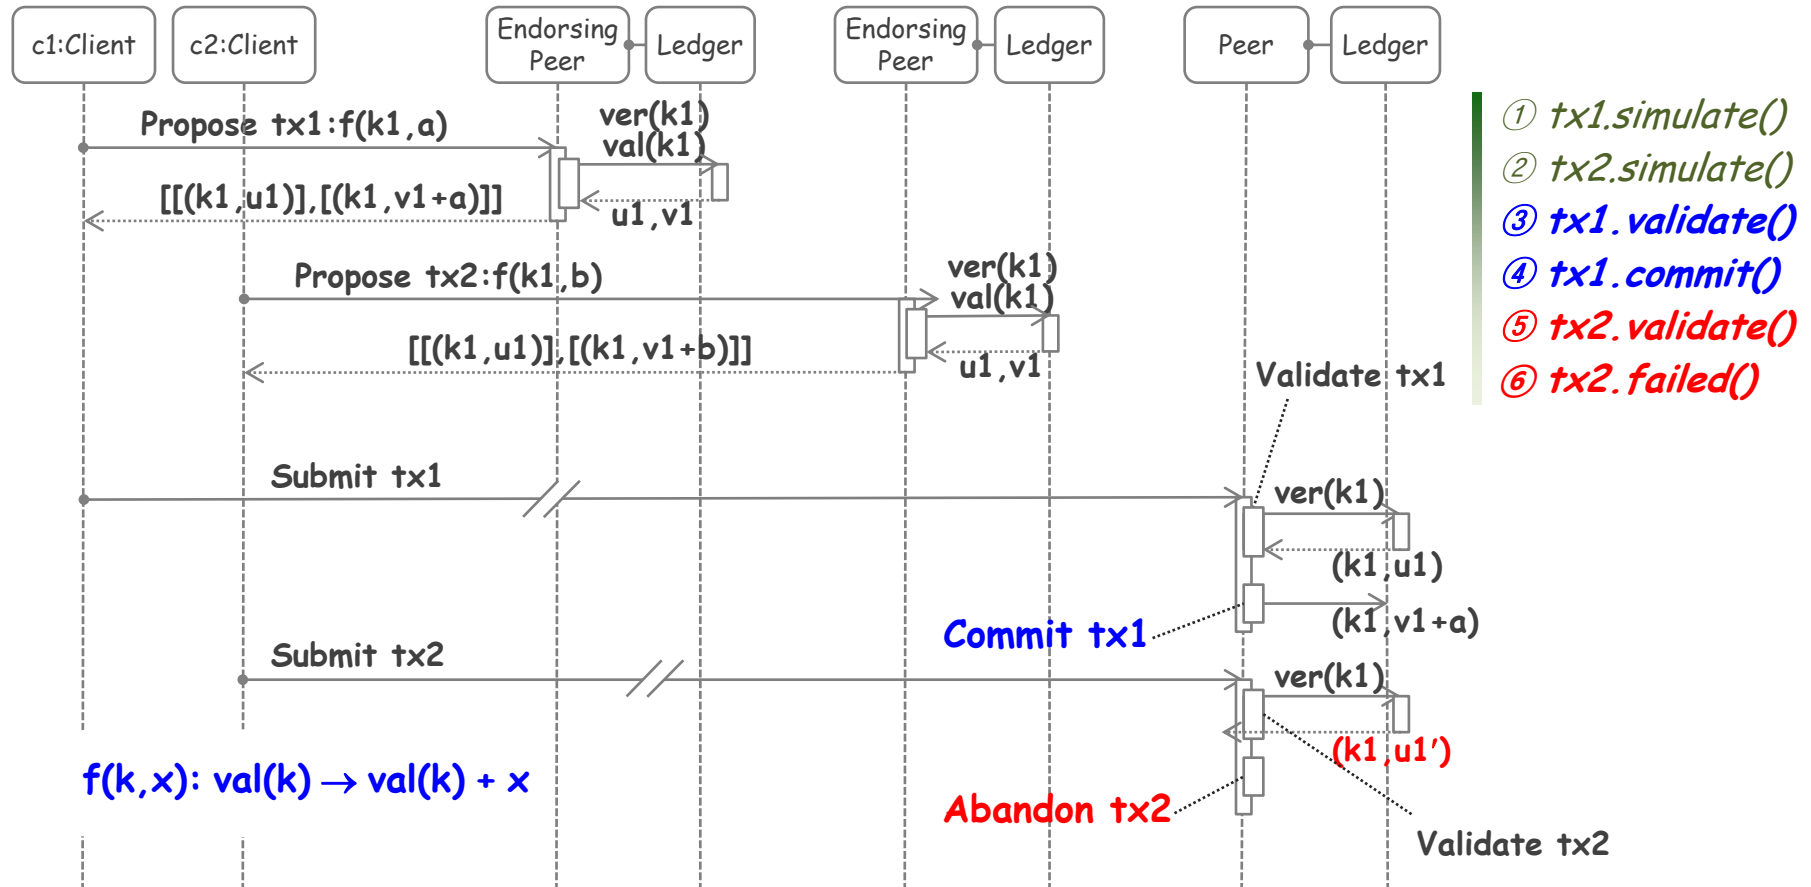 c1:Client
c2:Client
Endorsing
Peer
Ledger
Endorsing
Peer
Ledger
Peer
Ledger
Propose tx1:f(k1,a)
ver(k1)
val(k1)
[[(k1,u1)],[(k1,v1+a)]]
u1,v1
Propose tx2:f(k1,b)
ver(k1)
val(k1)
[[(k1,u1)],[(k1,v1+b)]]
u1,v1
① tx1.simulate()
② tx2.simulate()
③ tx1.validate()
④ tx1.commit()
⑤ tx2.validate()
⑥ tx2.failed()
Validate tx1
Submit tx1
ver(k1)
(k1,u1)
Commit tx1
(k1,v1+a)
Submit tx2
ver(k1)
(k1,u1′)
f(k,x): val(k) → val(k) + x
Abandon tx2
Validate tx2